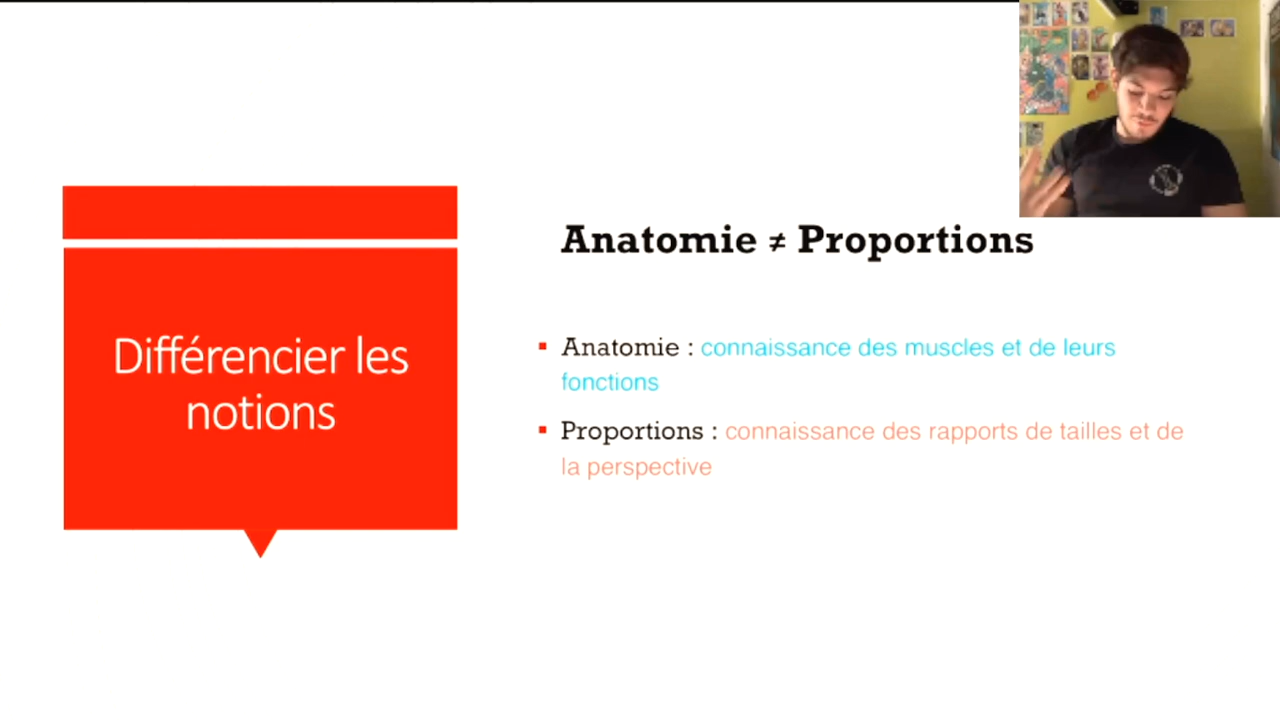 Différencier les
notions
Anatomie ≠ Proportions
Anatomie : connaissance des muscles et de leurs
fonctions
Proportions : connaissance des rapports de tailles et de
la perspective